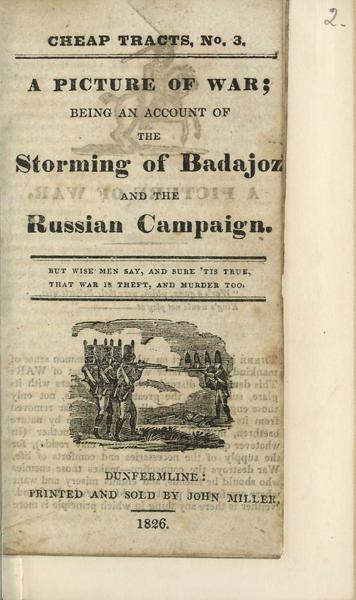 2.
CHEAP TRACTS, No. 3.
A PICTURE OF WAR;
BEING AN ACCOUNT OF
THE
Storming of Badajoz
AND THE
Russian Campaign.
BUT WISE MEN SAY, AND SURE 'TIS TRUE,
THAT WAR IS THEFT, AND MURDER TOO.
DUNFERMLINE:
PRINTED AND SOLD BY JOHN MILLER.
1826.